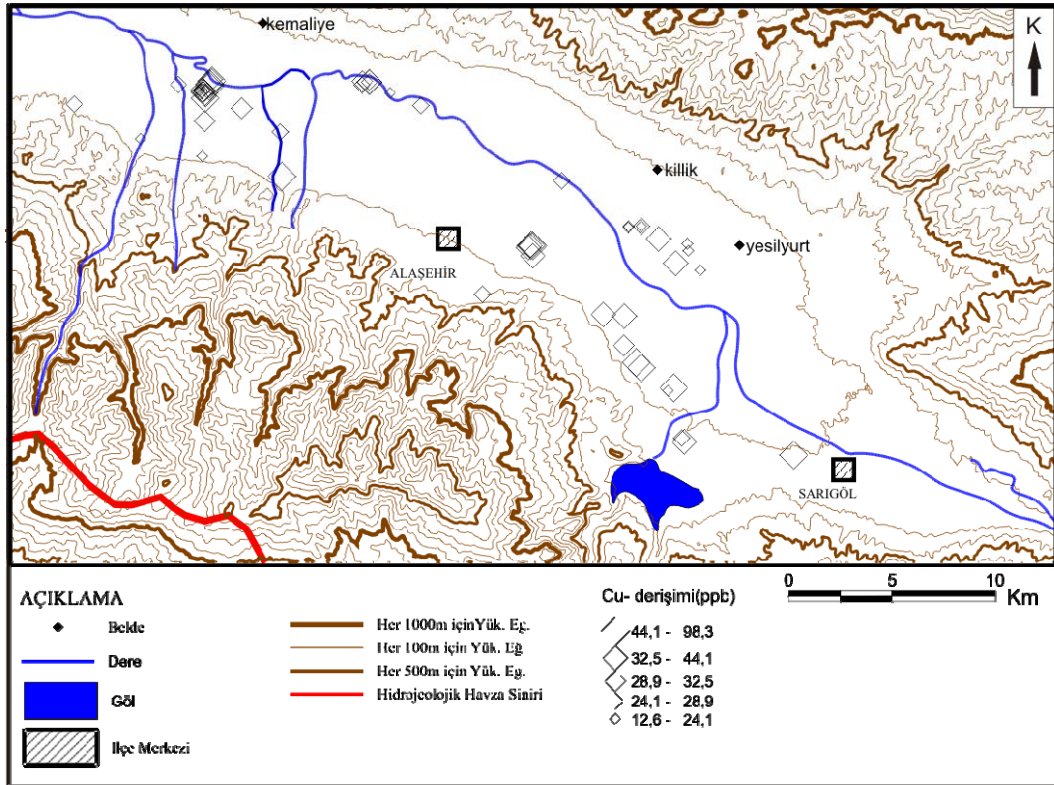 kemaliye
K
killik
yesilyurt
ALAŞEHİR
SARIGÖL
AÇIKLAMA
Belde
Dere
Göl
İlçe Merkezi
Her 1000m içinYük. Eg.
Her 100m için Yük. Eğ
Her 500m için Yük. Eg.
Hidrojeolojik Havza Siniri
Cu- derişimi(ppb)
44,1 - 98,3
32,5 - 44,1
28,9 - 32,5
24,1 - 28,9
12,6 - 24,1
0 5 10
Km